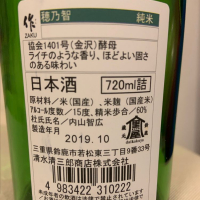 作 穂乃智 純米
ZAKU
協会1401号(金沢)酵母
ライチのような香り、ほどよい固さ
のある味わい
日本酒 720ml詰
原材料/米(国産)、米麹(国産米)
アルコール度数/15度、精米歩合/60%
杜氏氏名/内山智広
製造年月
2019.10
三重県鈴鹿市若松東三丁目9番33号
清水清三郎商店株式会社
4 983422 310222